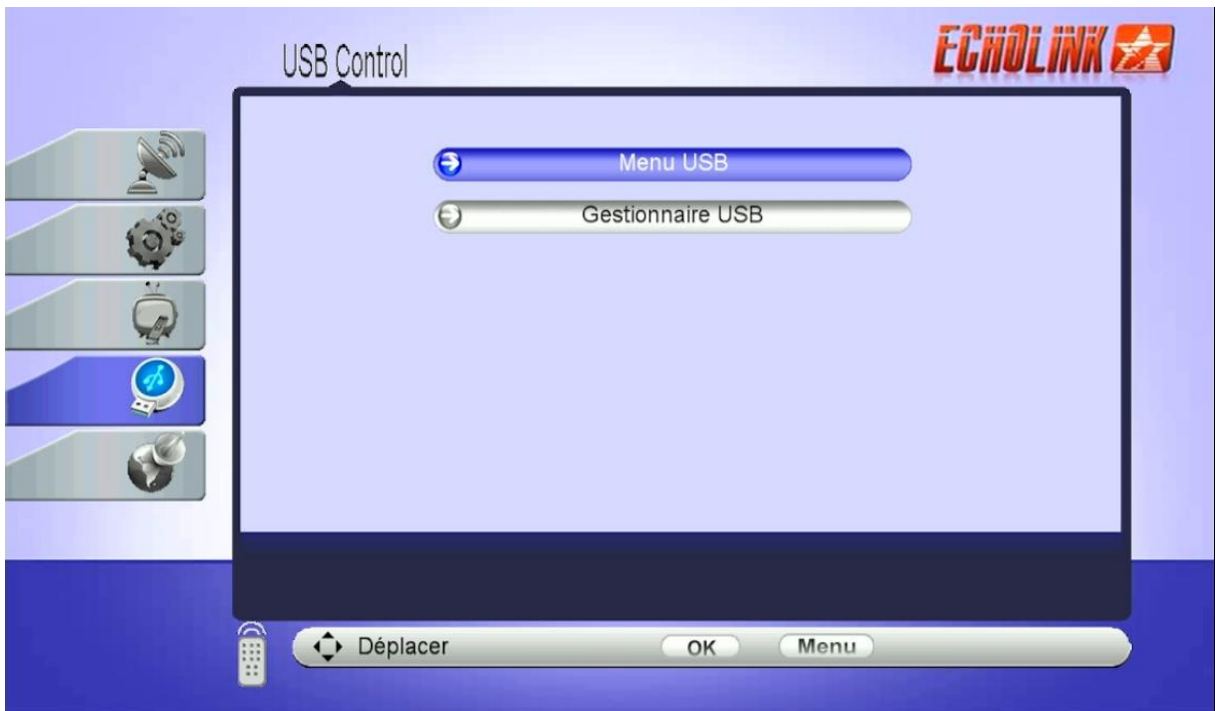 USB Control
ECHOLINK
Menu USB
Gestionnaire USB
Déplacer OK Menu